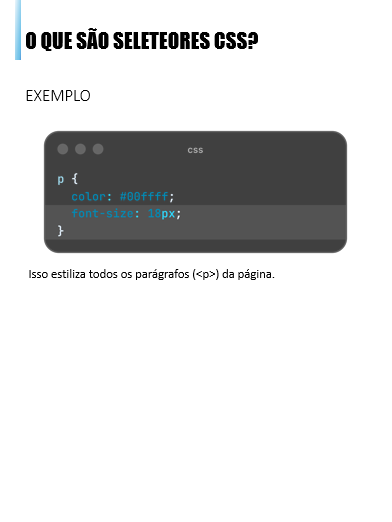 O QUE SÃO SELETEORES CSS?
EXEMPLO
css
p {
  color: #00ffff;
  font-size: 18px;
}
Isso estiliza todos os parágrafos (<p>) da página.